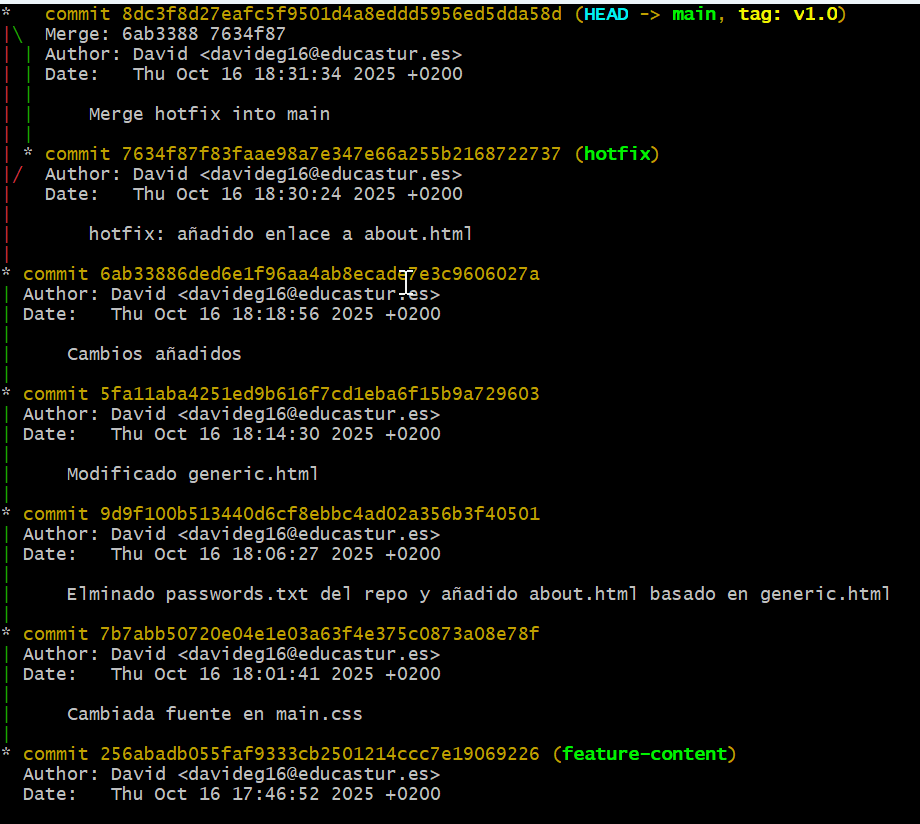 * commit 8dc3f8d27eafc5f9501d4a8eddd5956ed5dda58d (HEAD -> main, tag: v1.0)
|\ Merge: 6ab3388 7634f87
| | Author: David <davideg16@educastur.es>
| | Date: Thu Oct 16 18:31:34 2025 +0200
| |
| | Merge hotfix into main
| |
| * commit 7634f87f83faae98a7e347e66a255b2168722737 (hotfix)
|/ Author: David <davideg16@educastur.es>
| Date: Thu Oct 16 18:30:24 2025 +0200
|
| hotfix: añadido enlace a about.html
|
* commit 6ab33886ded6e1f96aa4ab8ecade7e3c9606027a
| Author: David <davideg16@educastur.es>
| Date: Thu Oct 16 18:18:56 2025 +0200
|
| Cambios añadidos
|
* commit 5fa11aba4251ed9b616f7cd1eba6f15b9a729603
| Author: David <davideg16@educastur.es>
| Date: Thu Oct 16 18:14:30 2025 +0200
|
| Modificado generic.html
|
* commit 9d9f100b513440d6cf8ebbc4ad02a356b3f40501
| Author: David <davideg16@educastur.es>
| Date: Thu Oct 16 18:06:27 2025 +0200
|
| Elminado passwords.txt del repo y añadido about.html basado en generic.html
|
* commit 7b7abb50720e04e1e03a63f4e375c0873a08e78f
| Author: David <davideg16@educastur.es>
| Date: Thu Oct 16 18:01:41 2025 +0200
|
| Cambiada fuente en main.css
|
* commit 256abadb055faf9333cb2501214ccc7e19069226 (feature-content)
Author: David <davideg16@educastur.es>
Date: Thu Oct 16 17:46:52 2025 +0200